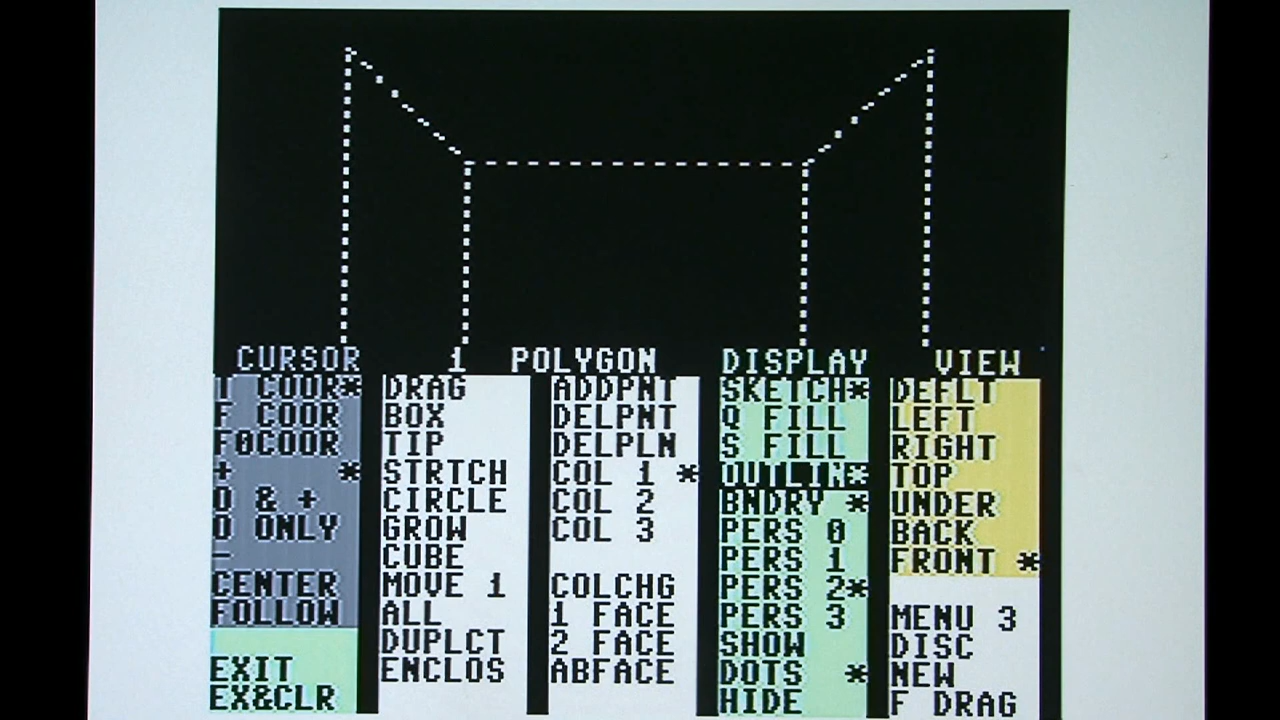 CURSOR 1 POLYGON DISPLAY VIEW
T COOR* DRAG ADDPNT SKETCH* DEFLT
F COOR BOX DELPNT Q FILL LEFT
F0COOR TIP DELPLN S FILL RIGHT
+ * STRTCH COL 1 * OUTLINE* TOP
O & + CIRCLE COL 2 BNDRY * UNDER
O ONLY GROW COL 3 PERS 0 BACK
- CUBE PERS 1 FRONT *
CENTER MOVE 1 COLCHG PERS 2*
FOLLOW ALL 1 FACE PERS 3 MENU 3
DUPLCT 2 FACE SHOW DISC
EXIT ENCLOS ABFACE DOTS * NEW
EX&CLR HIDE F DRAG